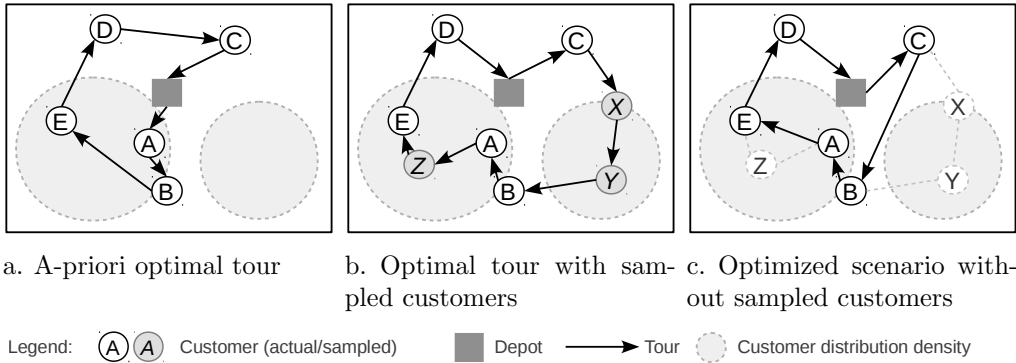 D
C
A
E
B
D
C
X
E
A
Z
Y
B
D
C
X
E
A
Z
Y
B
a. A-priori optimal tour
b. Optimal tour with sam-
pled customers
c. Optimized scenario with-
out sampled customers
Legend: A A Customer (actual/sampled) Depot Tour Customer distribution density